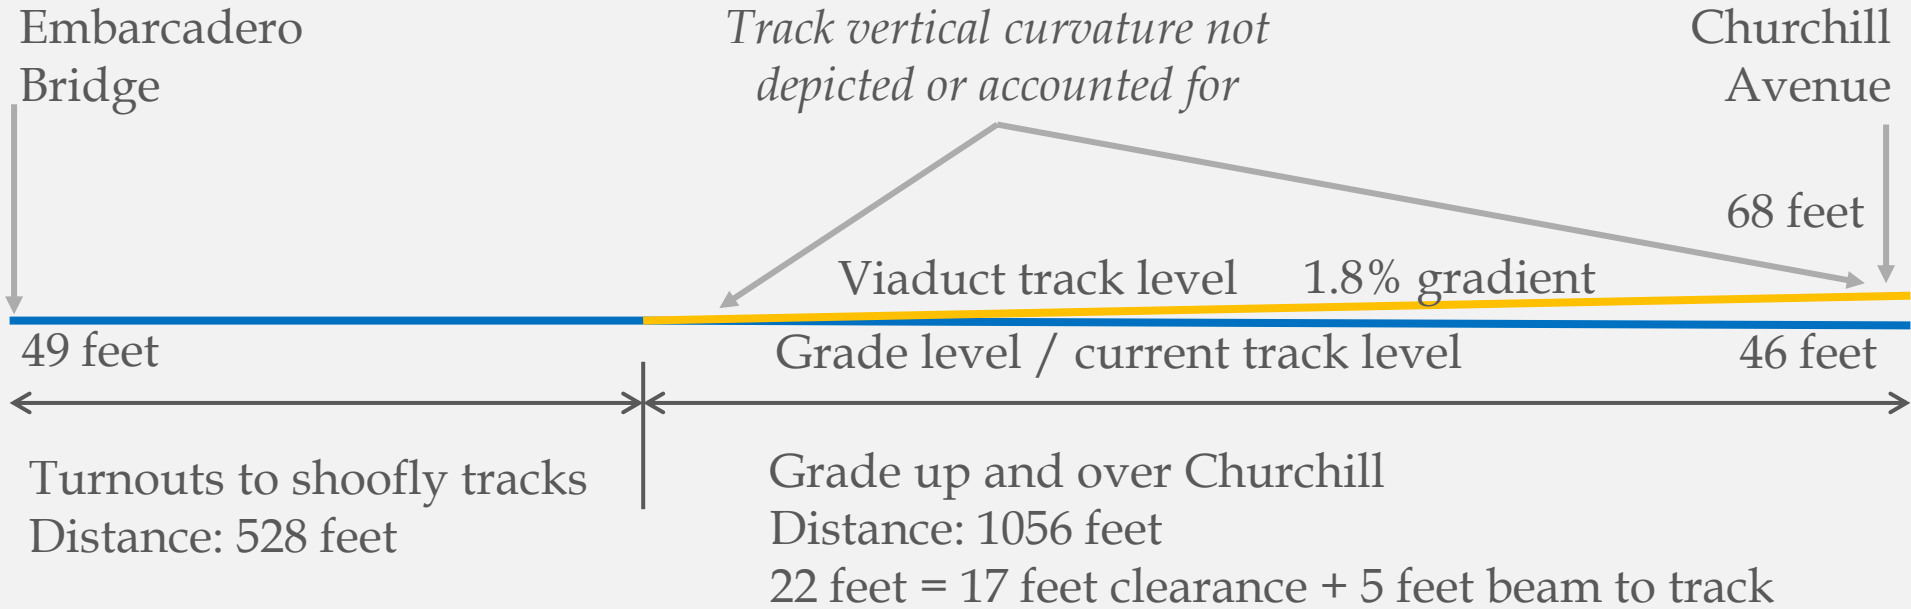 Embarcadero
Bridge
Track vertical curvature not
depicted or accounted for
Churchill
Avenue
68 feet
Viaduct track level 1.8% gradient
49 feet
Grade level / current track level
46 feet
Turnouts to shoofly tracks
Distance: 528 feet
Grade up and over Churchill
Distance: 1056 feet
22 feet = 17 feet clearance + 5 feet beam to track